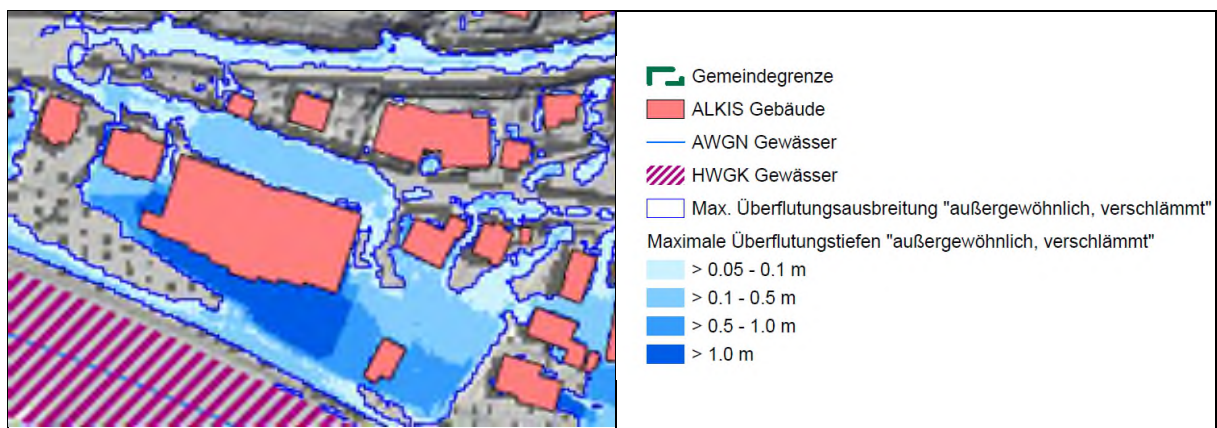 Gemeindegrenze
ALKIS Gebäude
AWGN Gewässer
HWGK Gewässer
Max. Überflutungsausbreitung "außergewöhnlich, verschlämmt"
Maximale Überflutungstiefen "außergewöhnlich, verschlämmt"
> 0.05 - 0.1 m
> 0.1 - 0.5 m
> 0.5 - 1.0 m
> 1.0 m